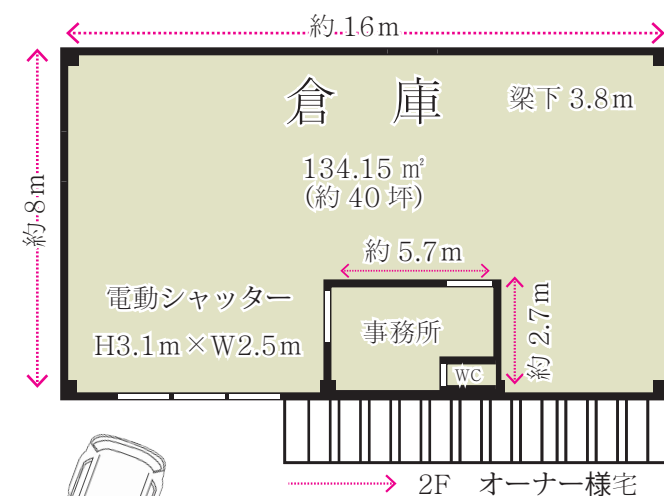 約16m
倉庫
梁下 3.8m
約8m
134.15 ㎡
(約 40 坪)
約 5.7m
電動シャッター
H3.1m×W2.5m
事務所
約 2.7m
WC
2F オーナー様宅